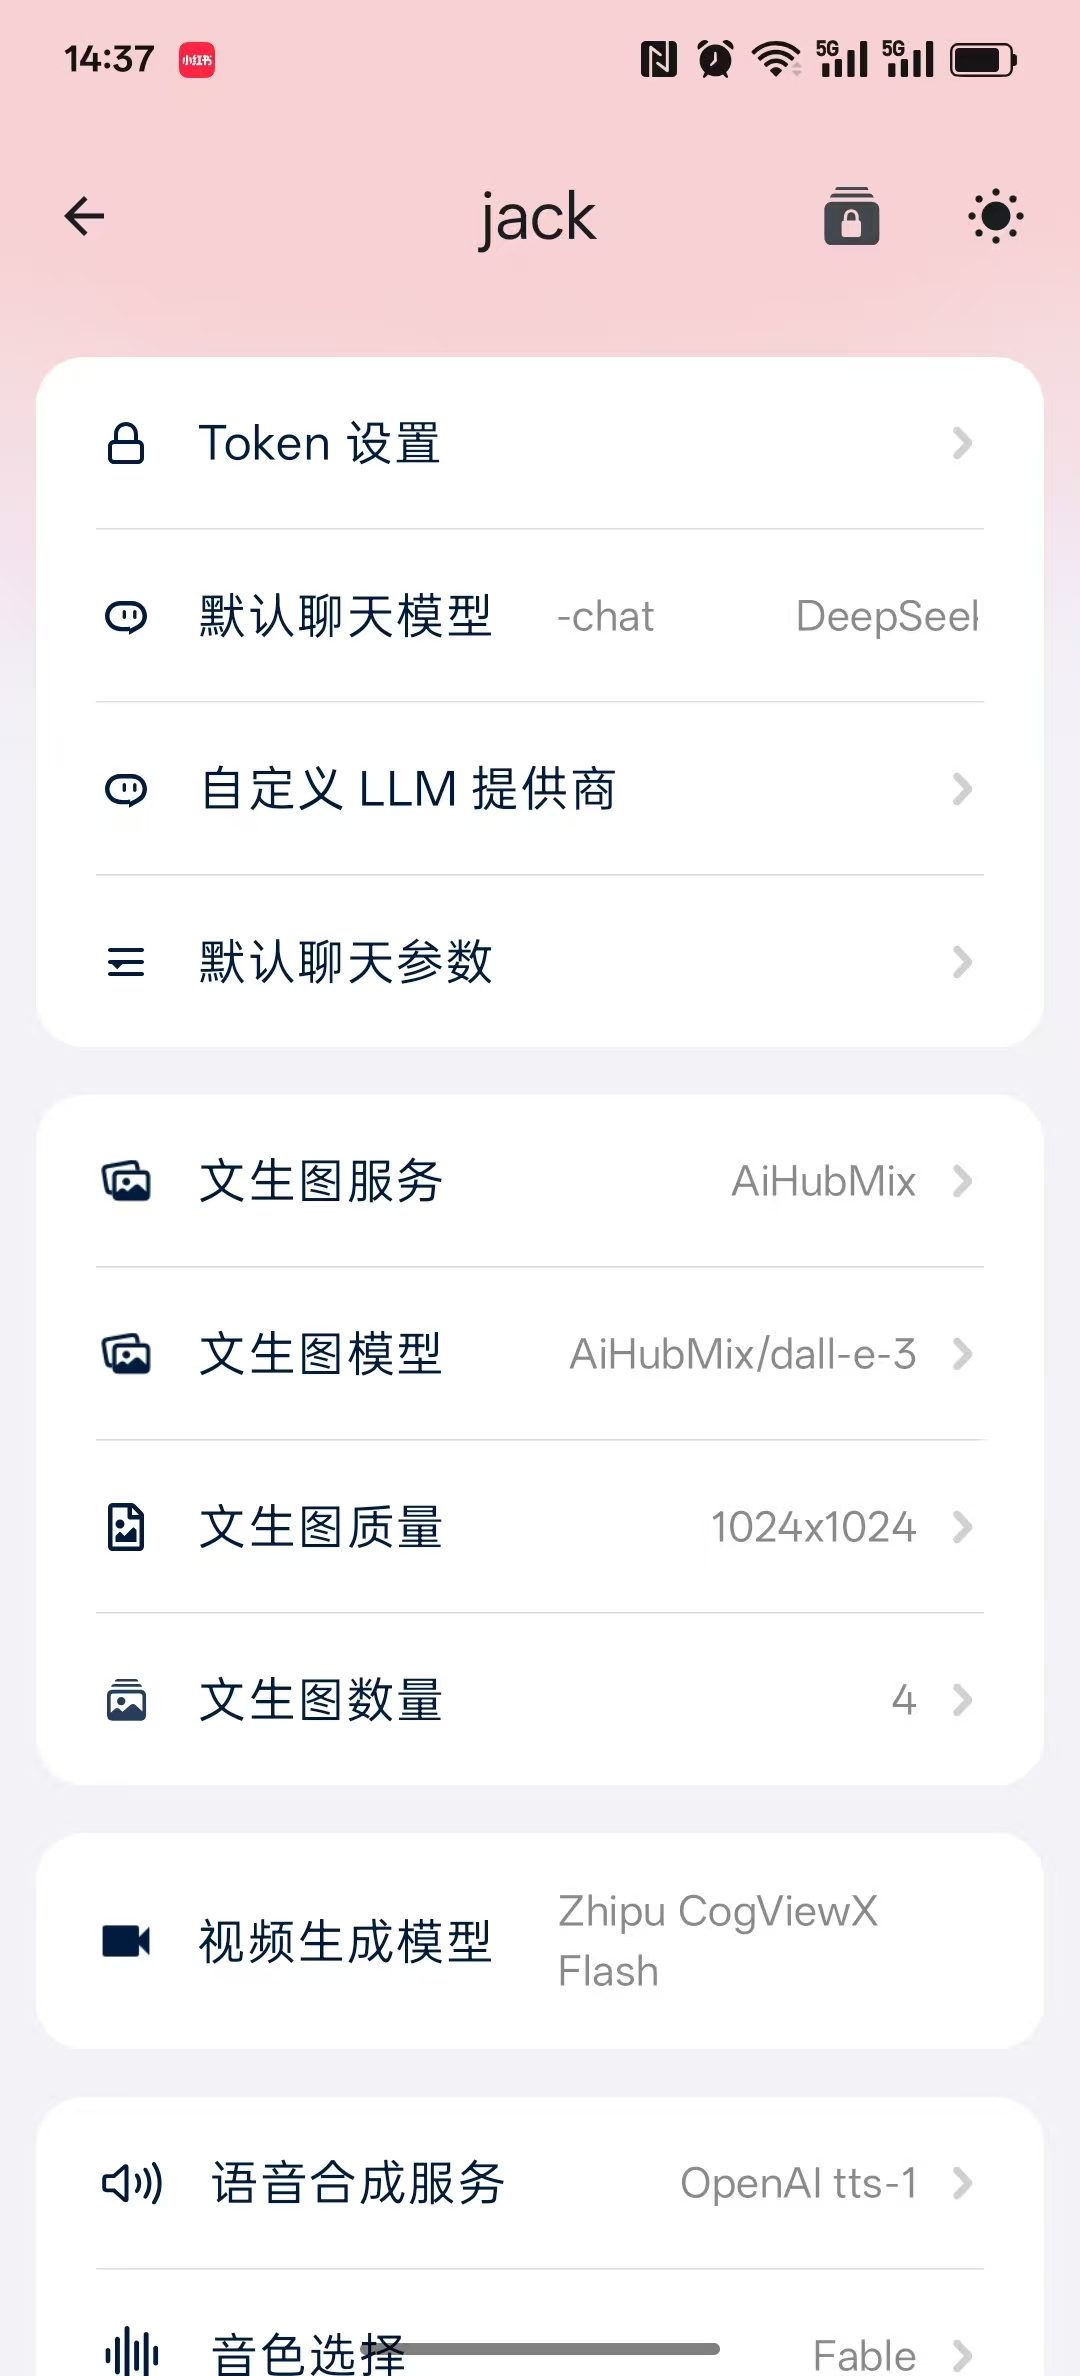 14:37
小红书
5G
5G
jack
Token 设置
默认聊天模型 -chat DeepSeek
自定义 LLM 提供商
默认聊天参数
文生图服务 AiHubMix
文生图模型 AiHubMix/dall-e-3
文生图质量 1024x1024
文生图数量 4
视频生成模型 Zhipu CogViewX
Flash
语音合成服务 OpenAI tts-1
音色选择 Fable